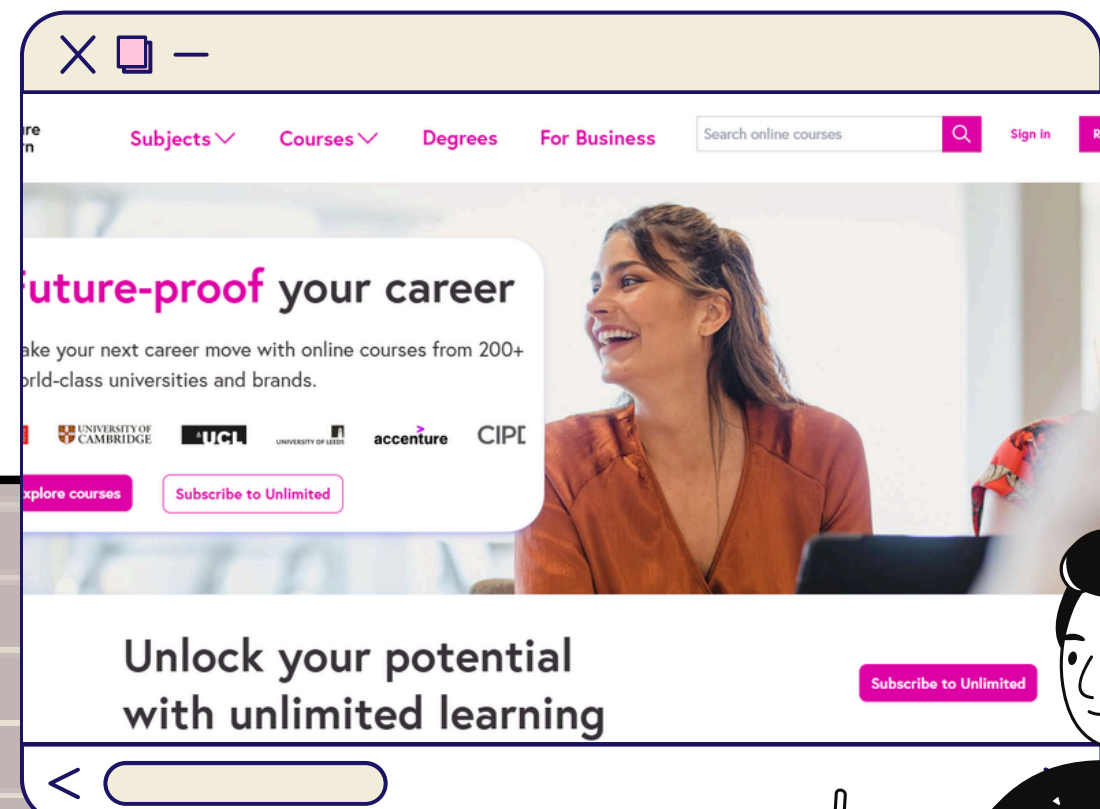 Subjects
Courses
Degrees
For Business
Search online courses
Sign in
uture-proof your career
ake your next career move with online courses from 200+
orld-class universities and brands.
UNIVERSITY OF
CAMBRIDGE
UCL
UNIVERSITY OF LEEDS
accenture
CIPD
xplore courses
Subscribe to Unlimited
Unlock your potential
with unlimited learning
Subscribe to Unlimited